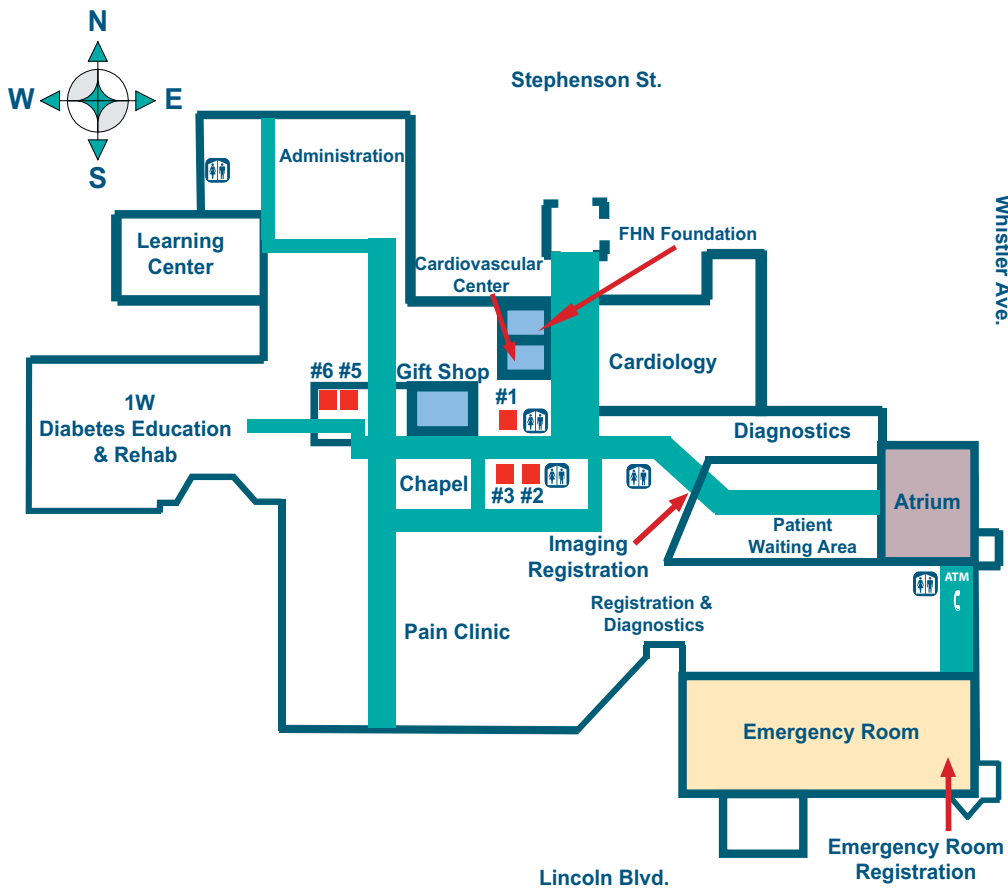 N
W E
S
Stephenson St.
Whistler Ave.
Administration
Learning
Center
FHN Foundation
Cardiovascular
Center
Cardiology
#6 #5
Gift Shop
#1
1W
Diabetes Education
& Rehab
Diagnostics
Chapel
#3 #2
Atrium
Patient
Waiting Area
Imaging
Registration
ATM
Registration &
Diagnostics
Pain Clinic
Emergency Room
Emergency Room
Registration
Lincoln Blvd.